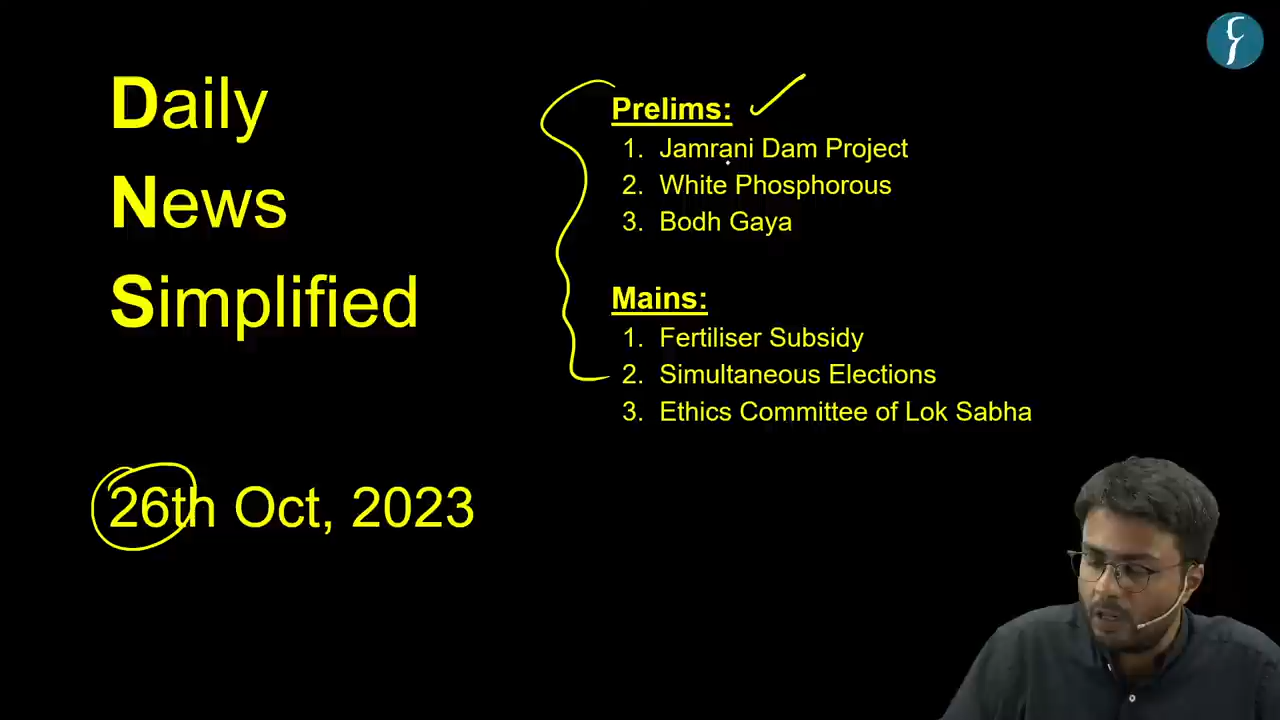 Daily
News
Simplified
26th Oct, 2023
Prelims:
1. Jamrani Dam Project
2. White Phosphorous
3. Bodh Gaya
Mains:
1. Fertiliser Subsidy
2. Simultaneous Elections
3. Ethics Committee of Lok Sabha